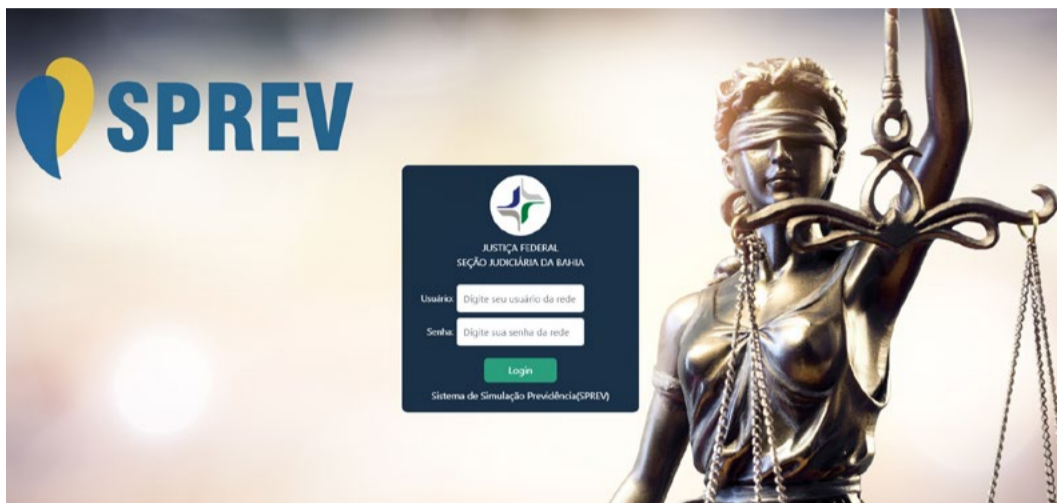 SPREV
JUSTIÇA FEDERAL
SEÇÃO JUDICIÁRIA DA BAHIA
Usuário: Digite seu usuário da rede
Senha: Digite sua senha da rede
Login
Sistema de Simulação Previdência(SPREV)